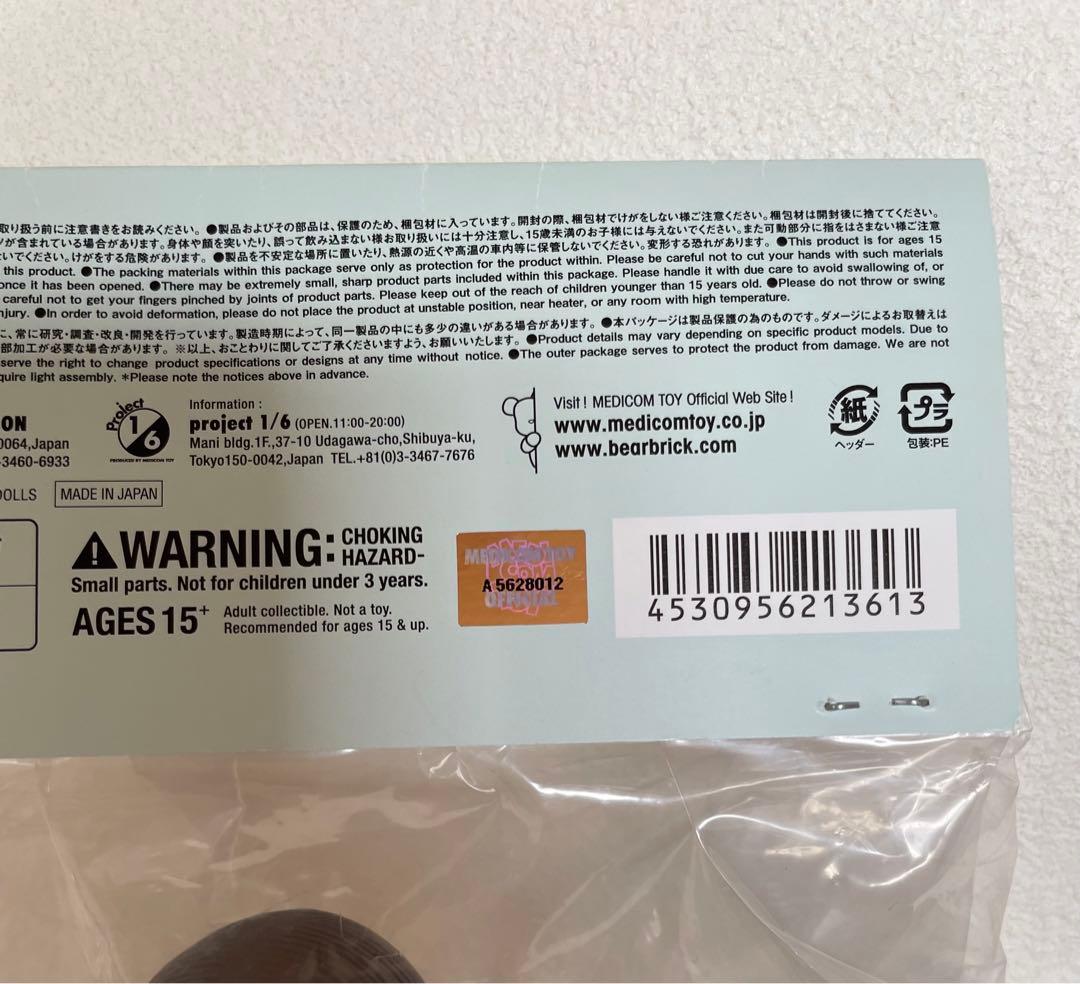 取り扱う前に注意書きをお読みください。●製品およびその部品は、保護のため、梱包材に入っています。開封の際、梱包材でけがをしない様ご注意ください。梱包材は開封後に捨ててください。
が含まれている場合があります。身体や顔を突いたり、誤って飲み込まない様お取り扱いには十分注意し、15歳未満のお子様には与えないでください。また可動部分に指をはさまない様ご注意
いでください。けがをする危険があります。●製品を不安定な場所に置いたり、熱源の近くや高温の車内等に保管しないでください。変形する恐れがあります。●This product is for ages 15
this product. ●The packing materials within this package serve only as protection for the product within. Please be careful not to cut your hands with such materials
once it has been opened. ●There may be extremely small, sharp product parts included within this package. Please handle it with due care to avoid swallowing of, or
careful not to get your fingers pinched by joints of product parts. Please keep out of the reach of children younger than 15 years old. ●Please do not throw or swing
njury. ●In order to avoid deformation, please do not place the product at unstable position, near heater, or any room with high temperature.
に、常に研究・調査・改良・開発を行っています。製造時期によって、同一製品の中にも多少の違いがある場合があります。●本パッケージは製品保護の為のものです。ダメージによるお取替えは
部加工が必要な場合があります。※以上、おことわりに関してご了承くださいますよう、お願いいたします。●Product details may vary depending on specific product models. Due to
serve the right to change product specifications or designs at any time without notice. ●The outer package serves to protect the product from damage. We are not
quire light assembly. *Please note the notices above in advance.
ON
0064,Japan
-3460-6933
Project
1/6
PRODUCED BY MEDICOM TOY
Information :
project 1/6 (OPEN.11:00-20:00)
Mani bldg.1F.,37-10 Udagawa-cho,Shibuya-ku,
Tokyo150-0042,Japan TEL.+81(0)3-3467-7676
Visit ! MEDICOM TOY Official Web Site !
www.medicomtoy.co.jp
www.bearbrick.com
紙
ヘッダー
プラ
包装:PE
DOLLS
MADE IN JAPAN
WARNING: CHOKING HAZARD-
Small parts. Not for children under 3 years.
AGES 15+ Adult collectible. Not a toy.
Recommended for ages 15 & up.
MEDICOM TOY
A 5628012
OFFICIAL
4530956213613